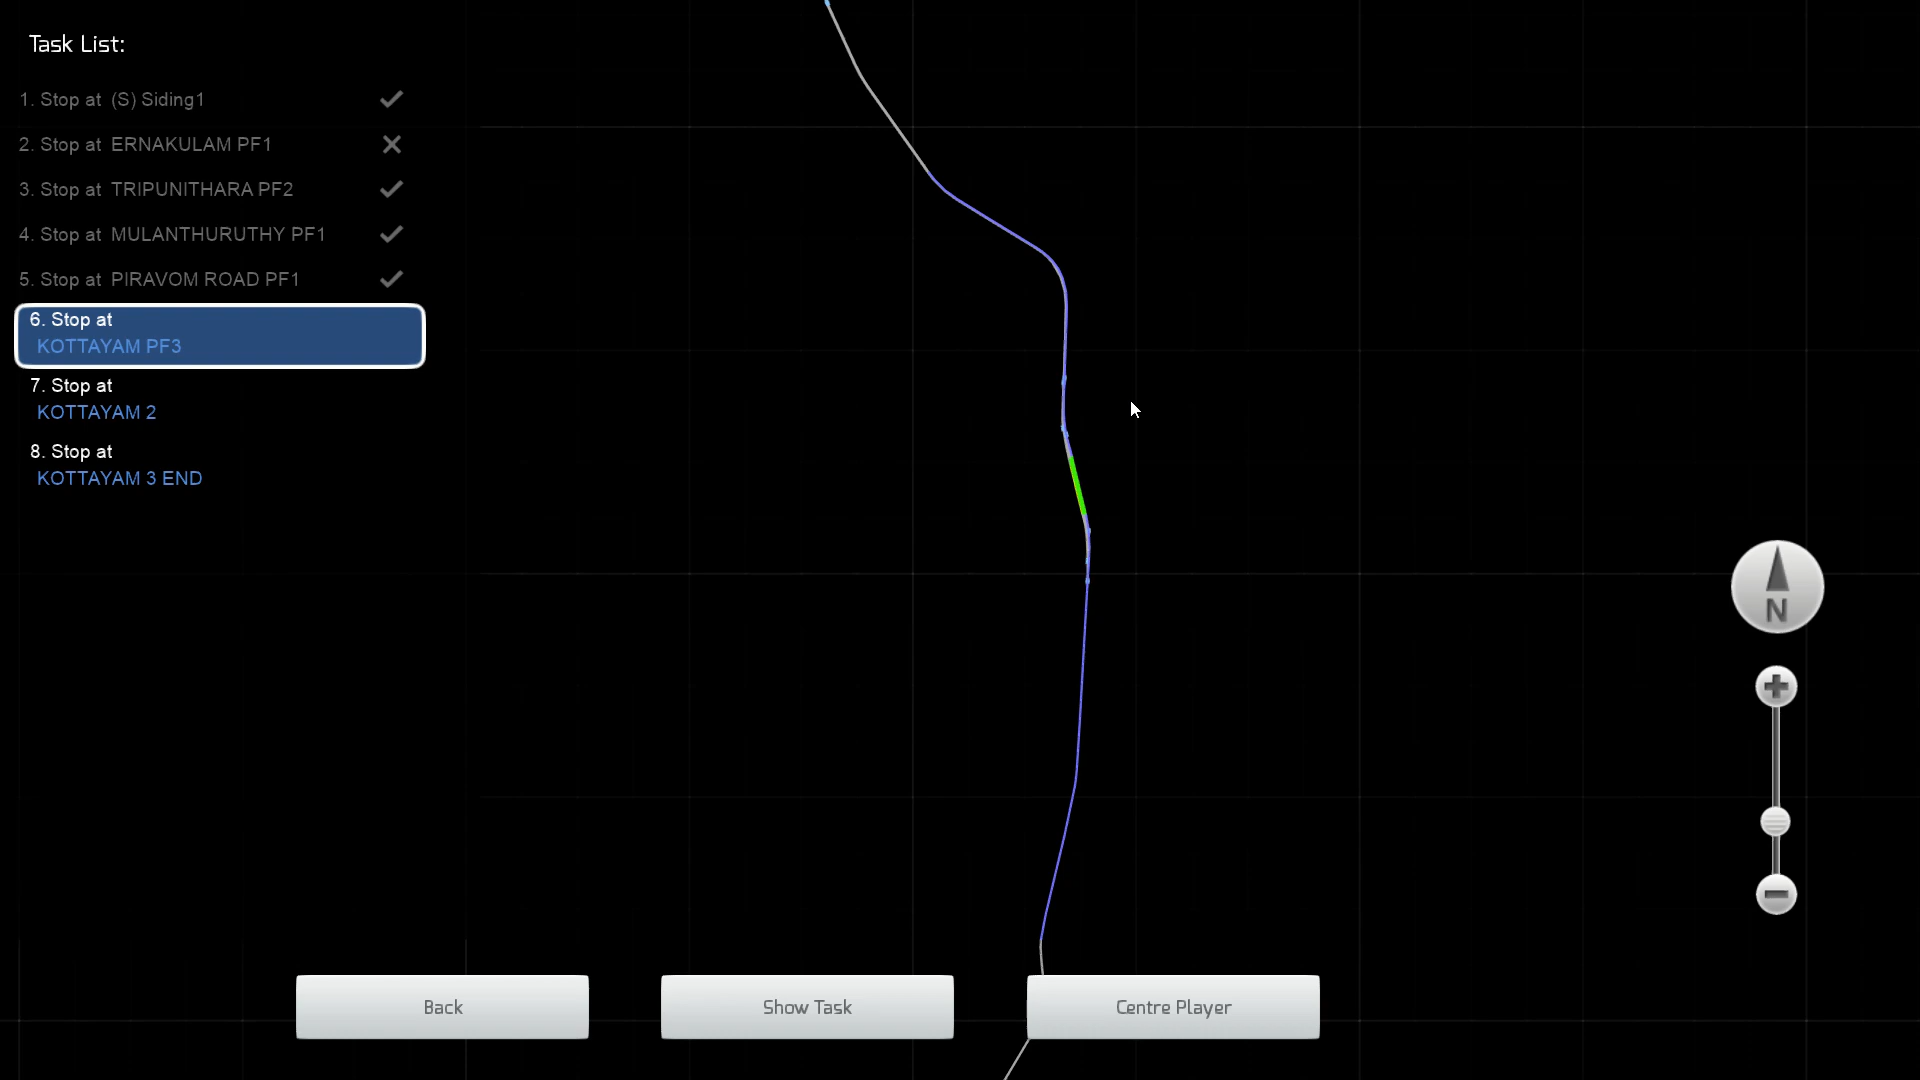 Task List:
1. Stop at (S) Siding1
2. Stop at ERNAKULAM PF1
3. Stop at TRIPUNITHARA PF2
4. Stop at MULANTHURUTHY PF1
5. Stop at PIRAVOM ROAD PF1
6. Stop at
KOTTAYAM PF3
7. Stop at
KOTTAYAM 2
8. Stop at
KOTTAYAM 3 END
N
Back
Show Task
Centre Player